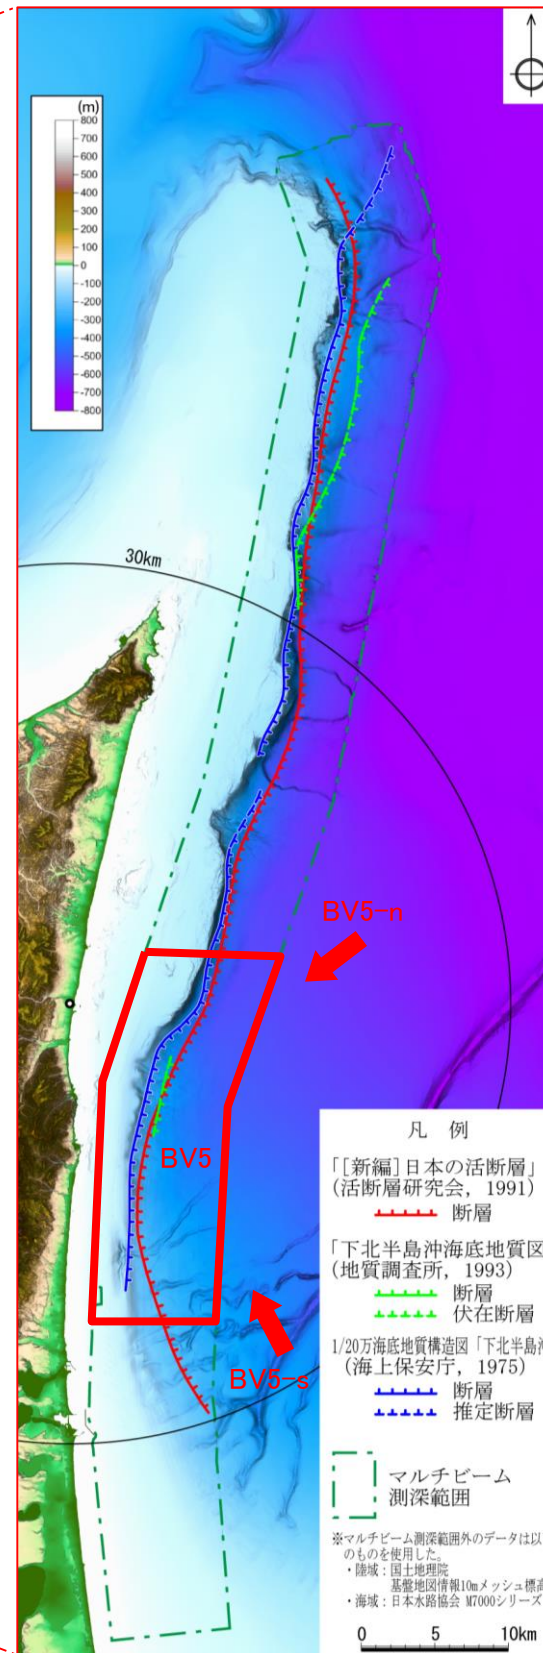 (m)
800
700
600
500
400
300
200
100
0
-100
-200
-300
-400
-500
-600
-700
-800
30km
BV5-n
BV5
BV5-s
凡 例
「[新編]日本の活断層」
(活断層研究会, 1991)
断層
「下北半島沖海底地質図
(地質調査所, 1993)
断層
伏在断層
1/20万海底地質構造図「下北半島沖
(海上保安庁, 1975)
断層
推定断層
マルチビーム
測深範囲
※マルチビーム測深範囲外のデータは以
のものを使用した。
・陸域:国土地理院
基盤地図情報10mメッシュ標高
・海域:日本水路協会 M7000シリーズ
0 5 10km